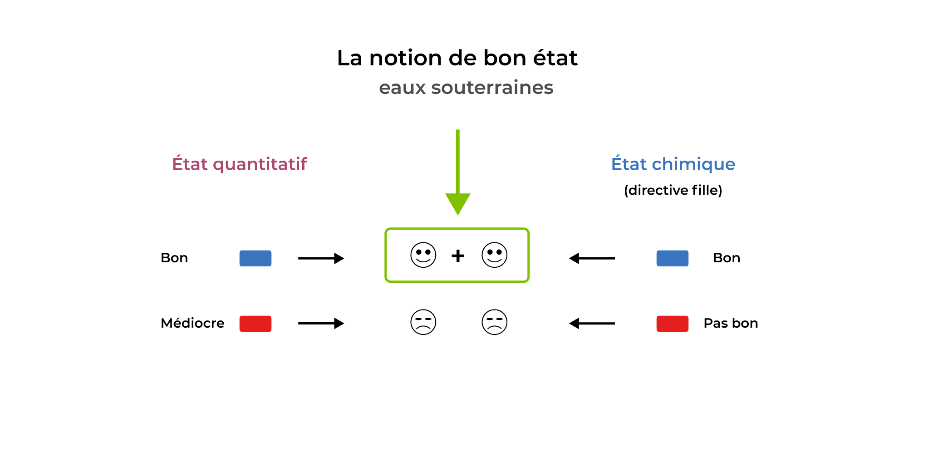 La notion de bon état
eaux souterraines
État quantitatif
État chimique
(directive fille)
Bon
+
Bon
Médiocre
Pas bon